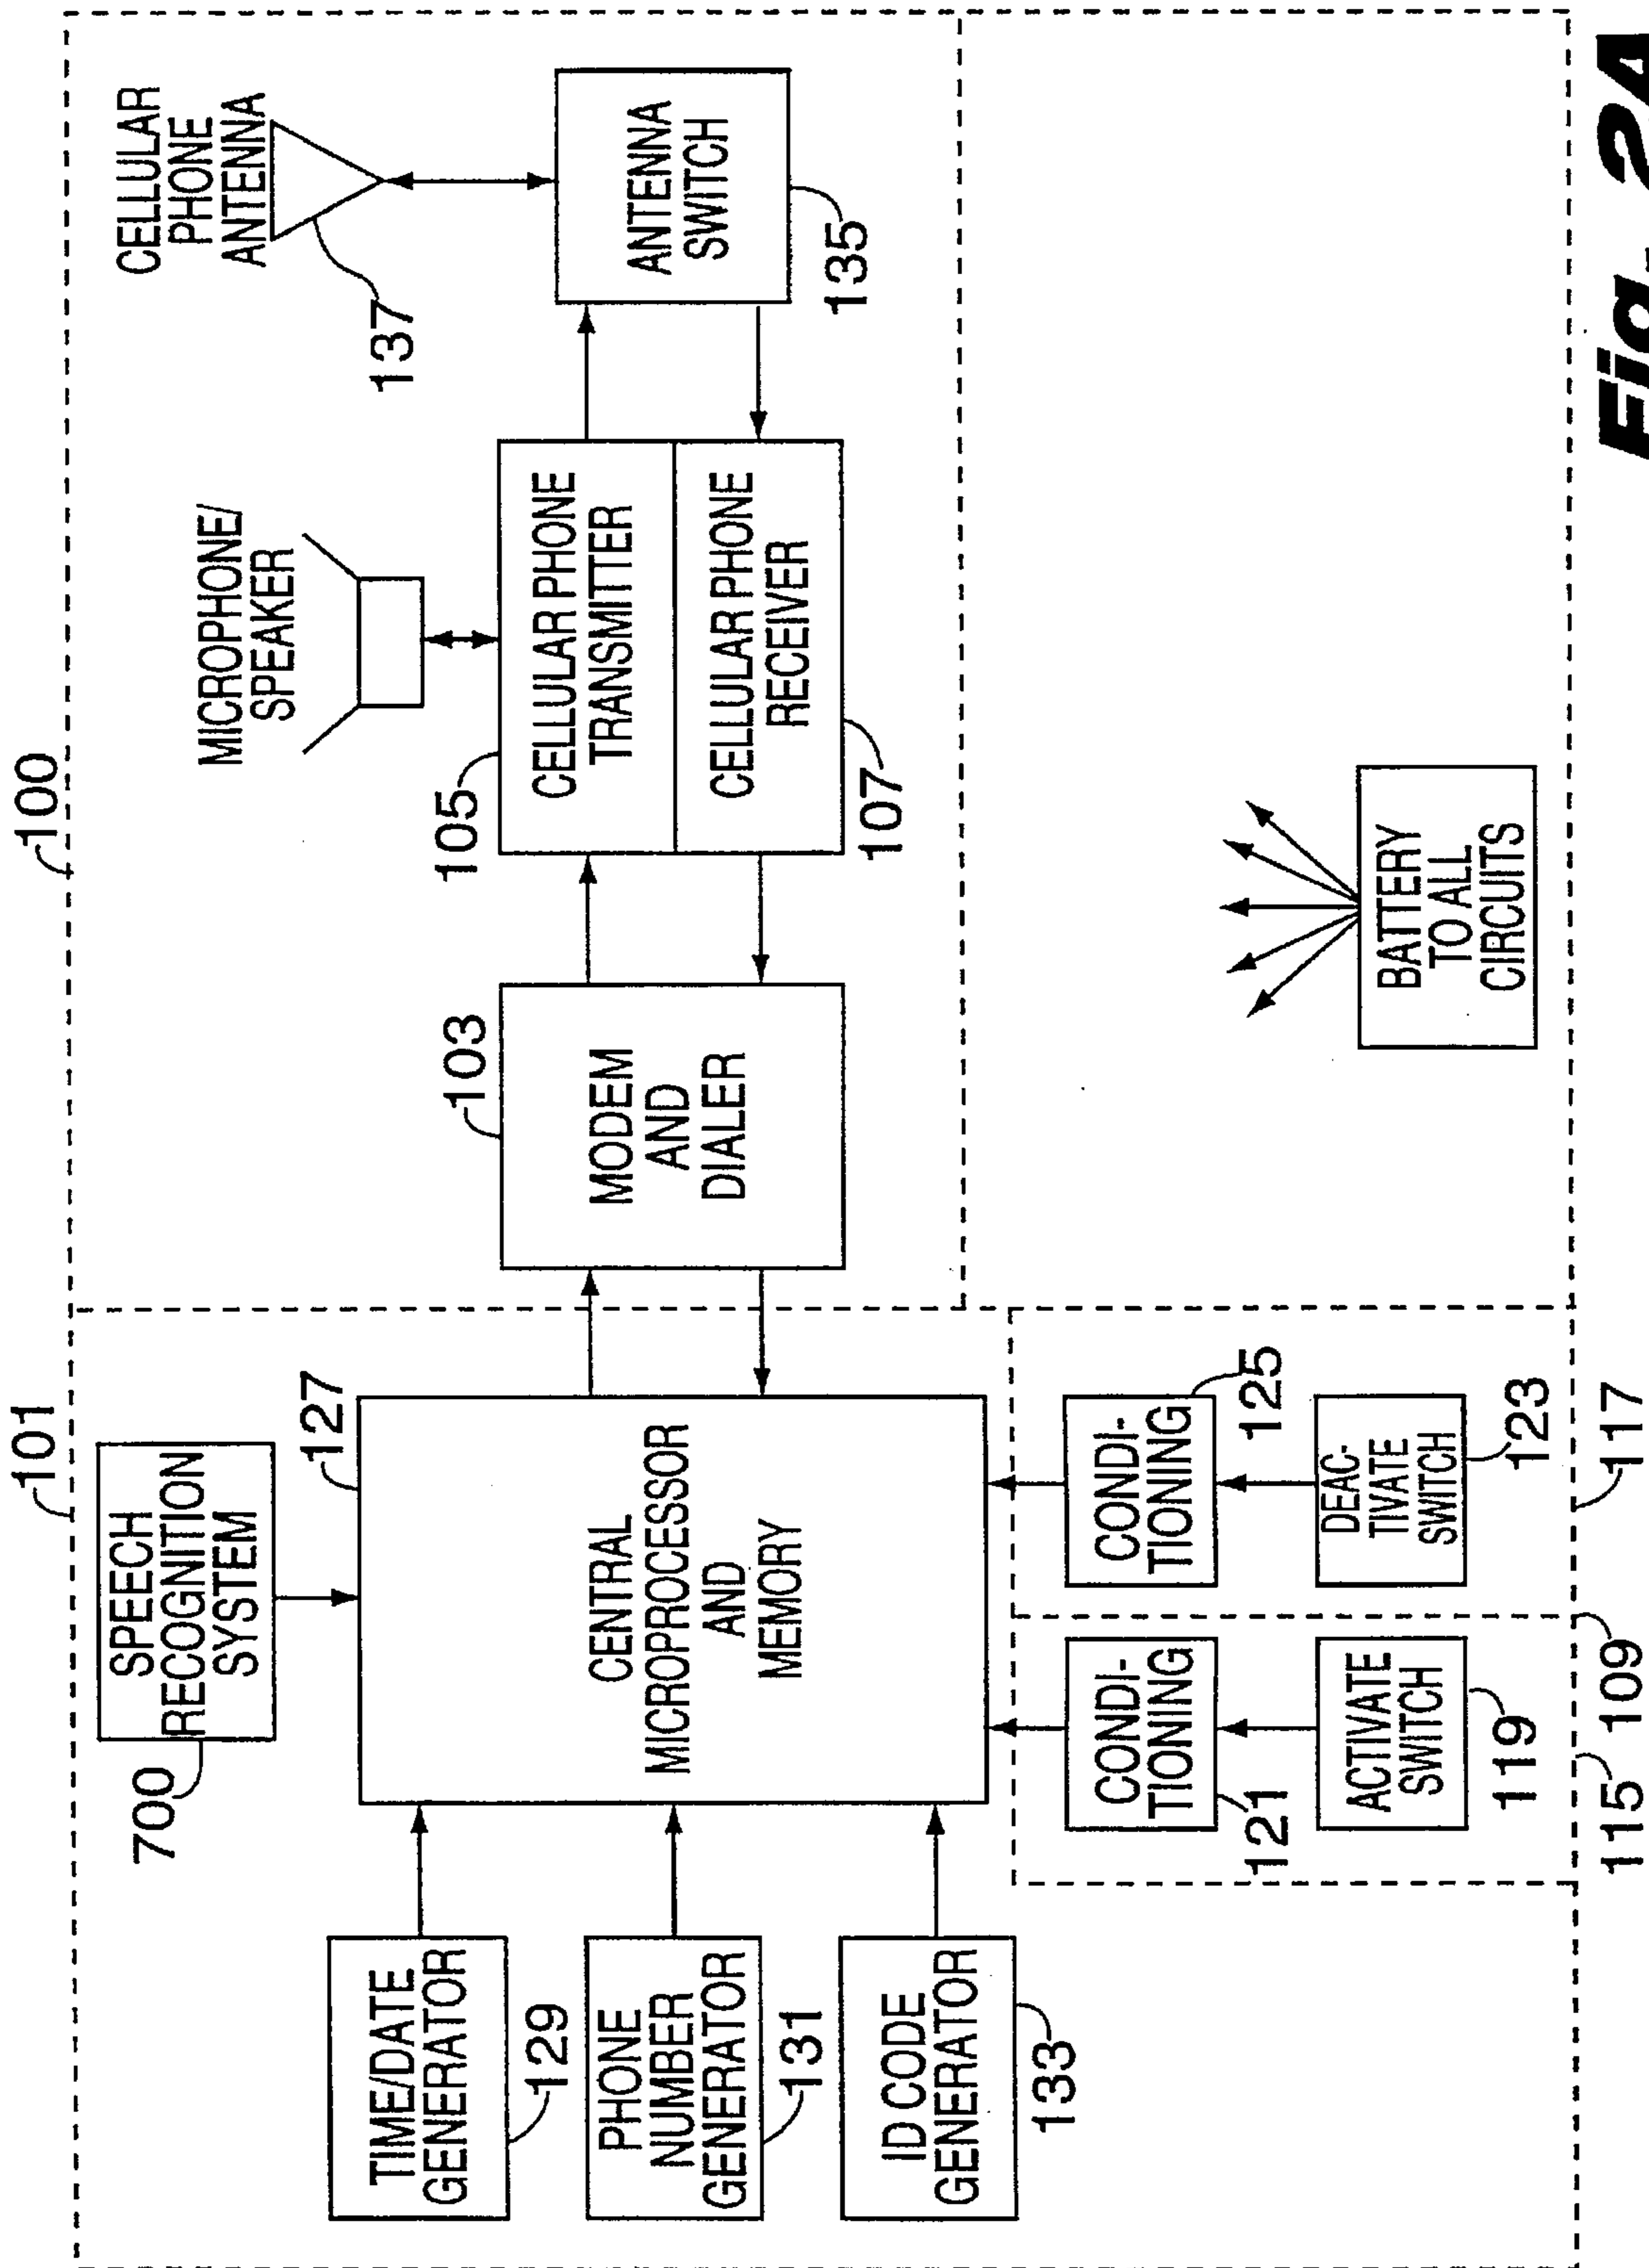 101
100
SPEECH
RECOGNITION
SYSTEM
700
127
TIME/DATE
GENERATOR
129
PHONE
NUMBER
GENERATOR
131
ID CODE
GENERATOR
133
CENTRAL
MICROPROCESSOR
AND
MEMORY
103
MODEM
AND
DIALER
MICROPHONE/
SPEAKER
105
CELLULAR PHONE
TRANSMITTER
CELLULAR PHONE
RECEIVER
107
CELLULAR
PHONE
ANTENNA
137
ANTENNA
SWITCH
135
CONDI-
TIONING
121
ACTIVATE
SWITCH
119
CONDI-
TIONING
125
DEAC-
TIVATE
SWITCH
123
BATTERY
TO ALL
CIRCUITS
115
109
117
Fig. 2A